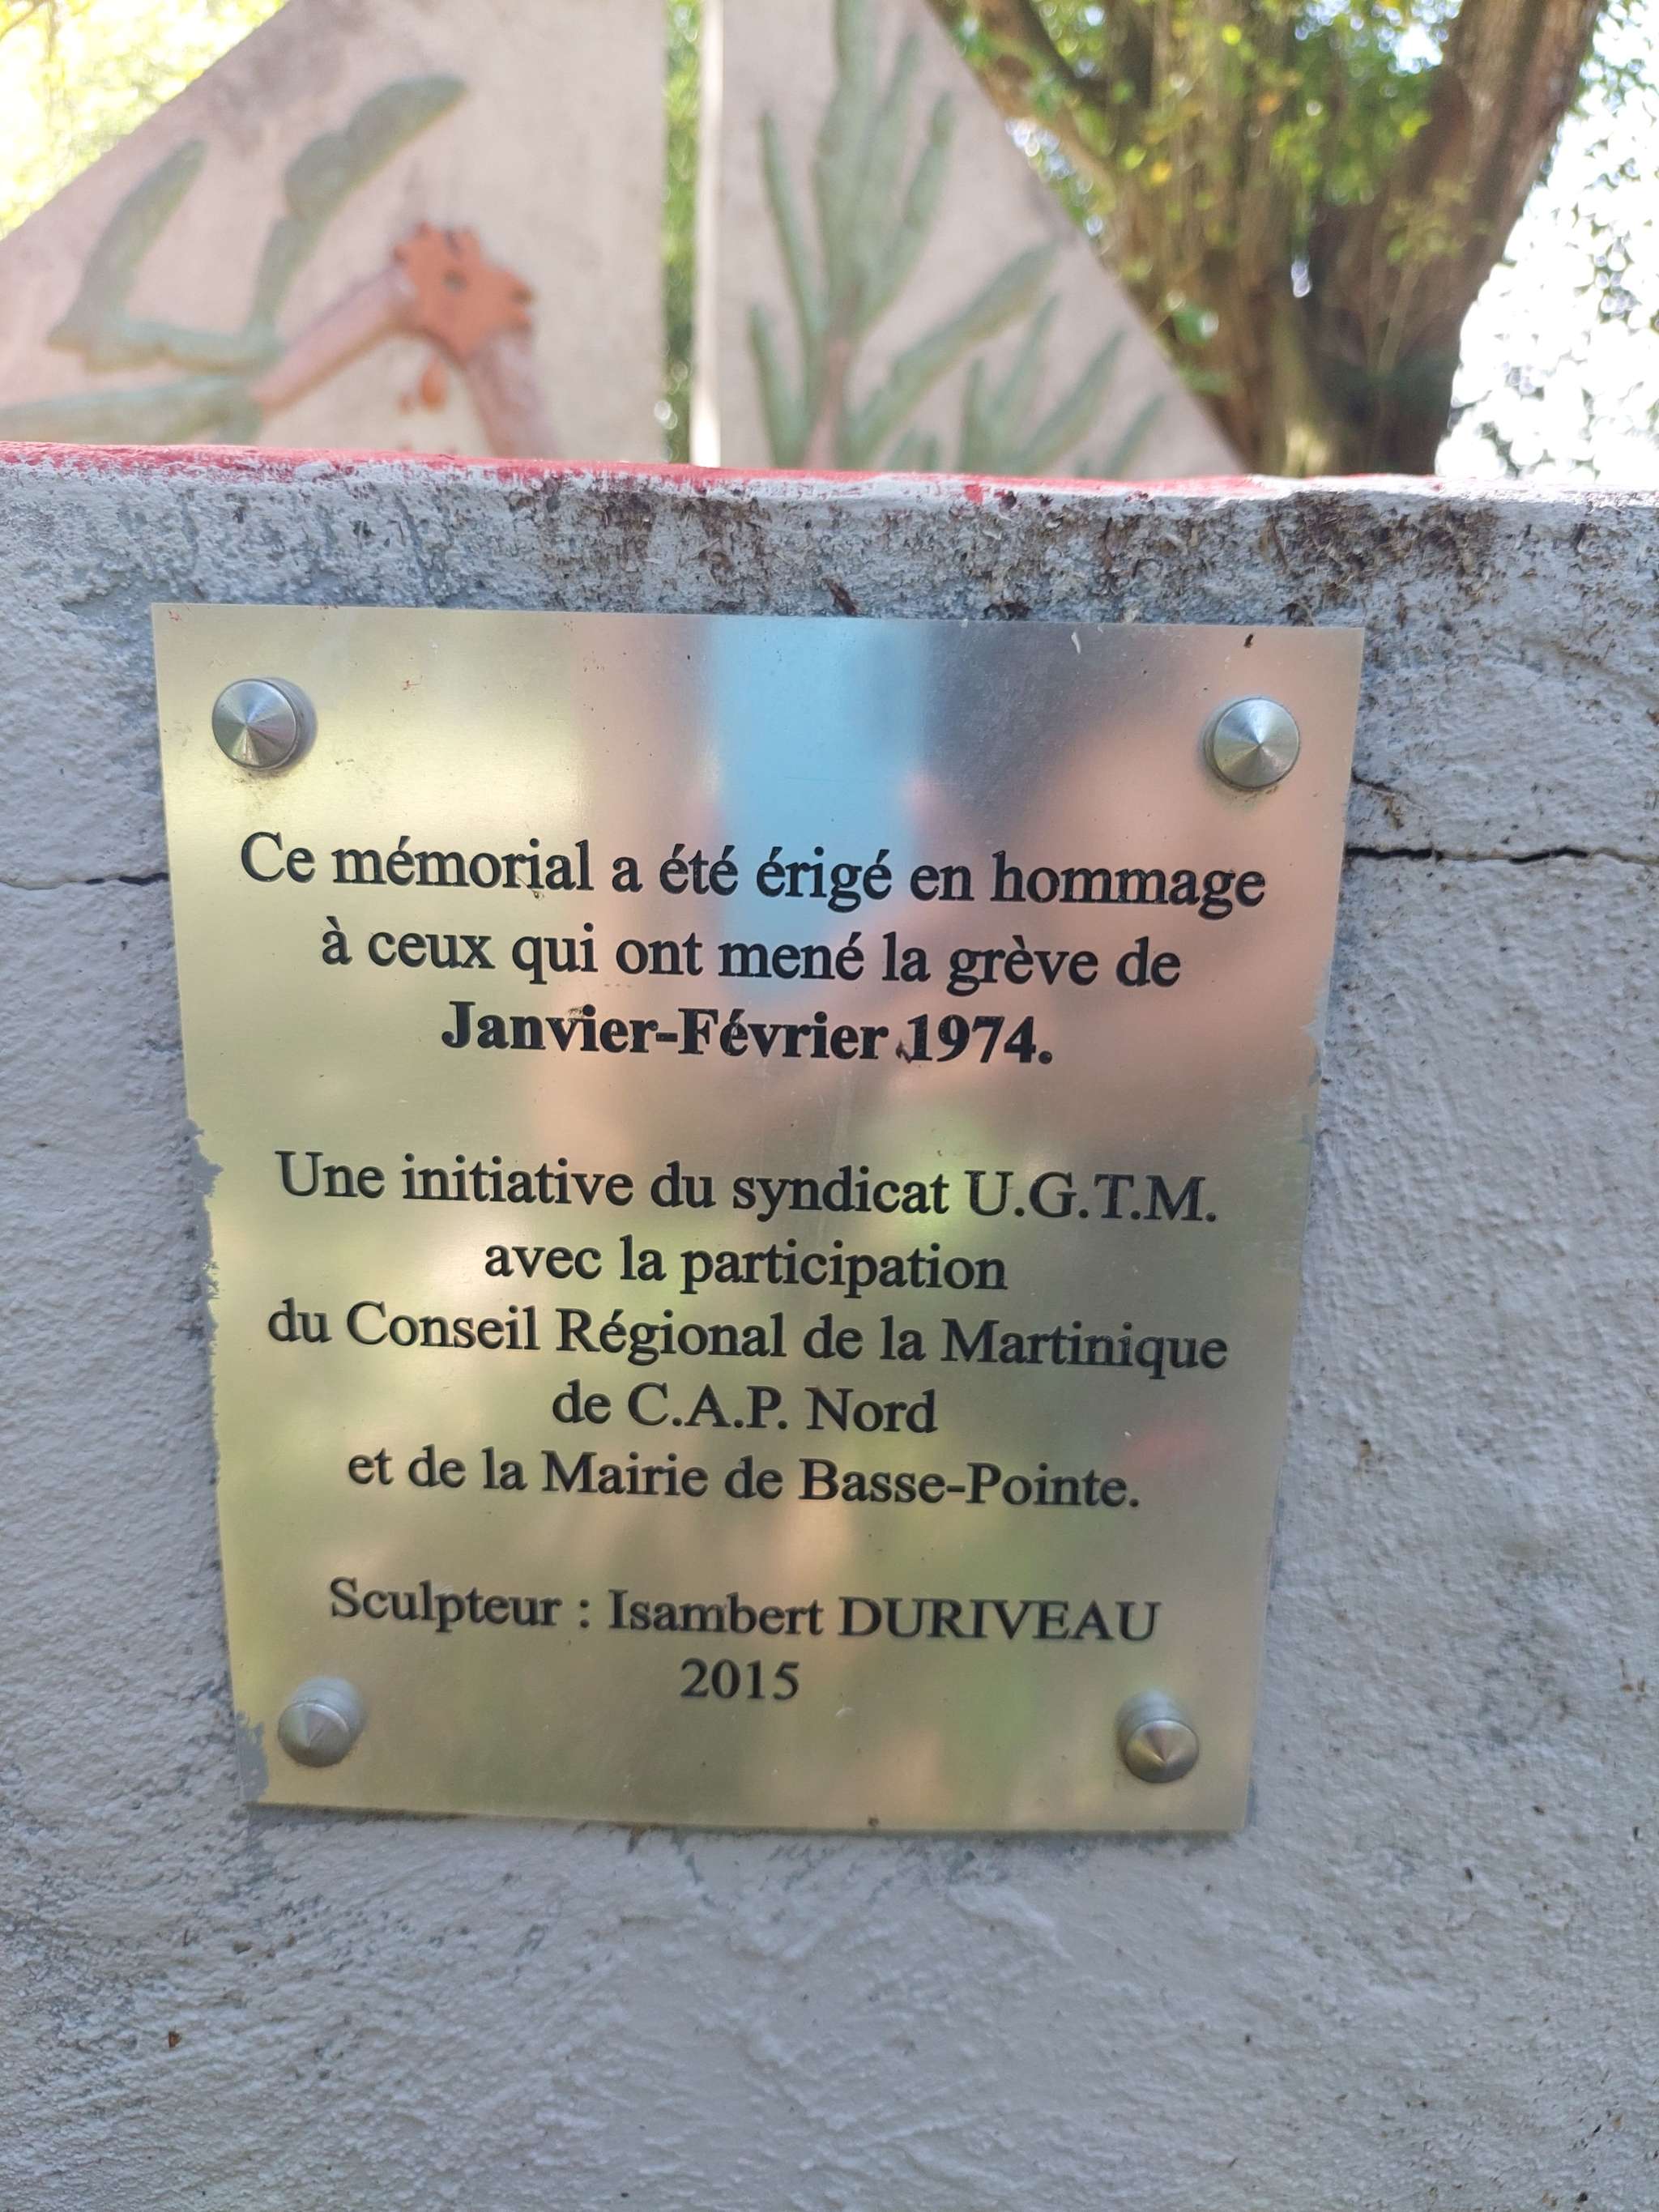 Ce mémorial a été érigé en hommage
à ceux qui ont mené la grève de
Janvier-Février 1974.
Une initiative du syndicat U.G.T.M.
avec la participation
du Conseil Régional de la Martinique
de C.A.P. Nord
et de la Mairie de Basse-Pointe.
Sculpteur : Isambert DURIVEAU
2015